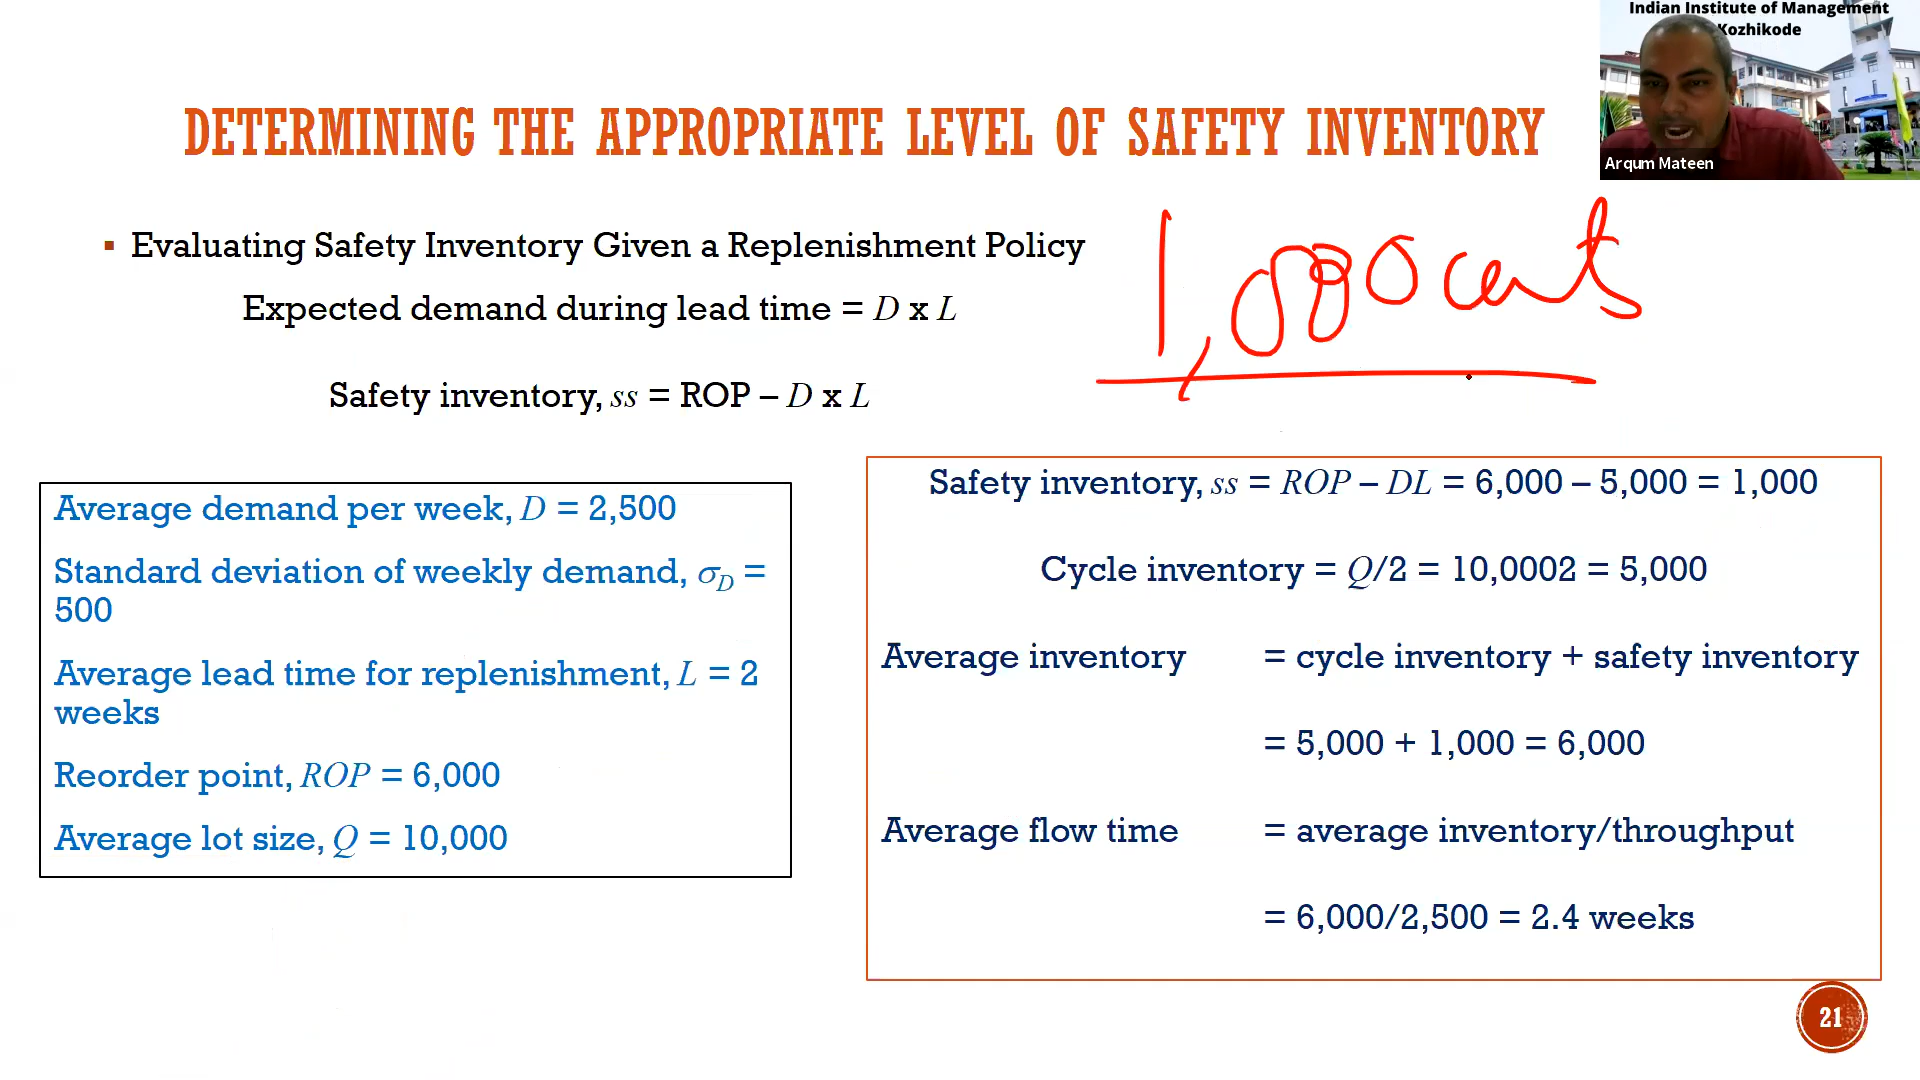 Indian Institute of Management
Kozhikode
Arqum Mateen
DETERMINING THE APPROPRIATE LEVEL OF SAFETY INVENTORY
▪ Evaluating Safety Inventory Given a Replenishment Policy
Expected demand during lead time = D x L
Safety inventory, ss = ROP – D x L
1,000
Average demand per week, D = 2,500
Standard deviation of weekly demand, σD =
500
Average lead time for replenishment, L = 2
weeks
Reorder point, ROP = 6,000
Average lot size, Q = 10,000
Safety inventory, ss = ROP – DL = 6,000 – 5,000 = 1,000
Cycle inventory = Q/2 = 10,0002 = 5,000
Average inventory = cycle inventory + safety inventory
= 5,000 + 1,000 = 6,000
Average flow time = average inventory/throughput
= 6,000/2,500 = 2.4 weeks
21